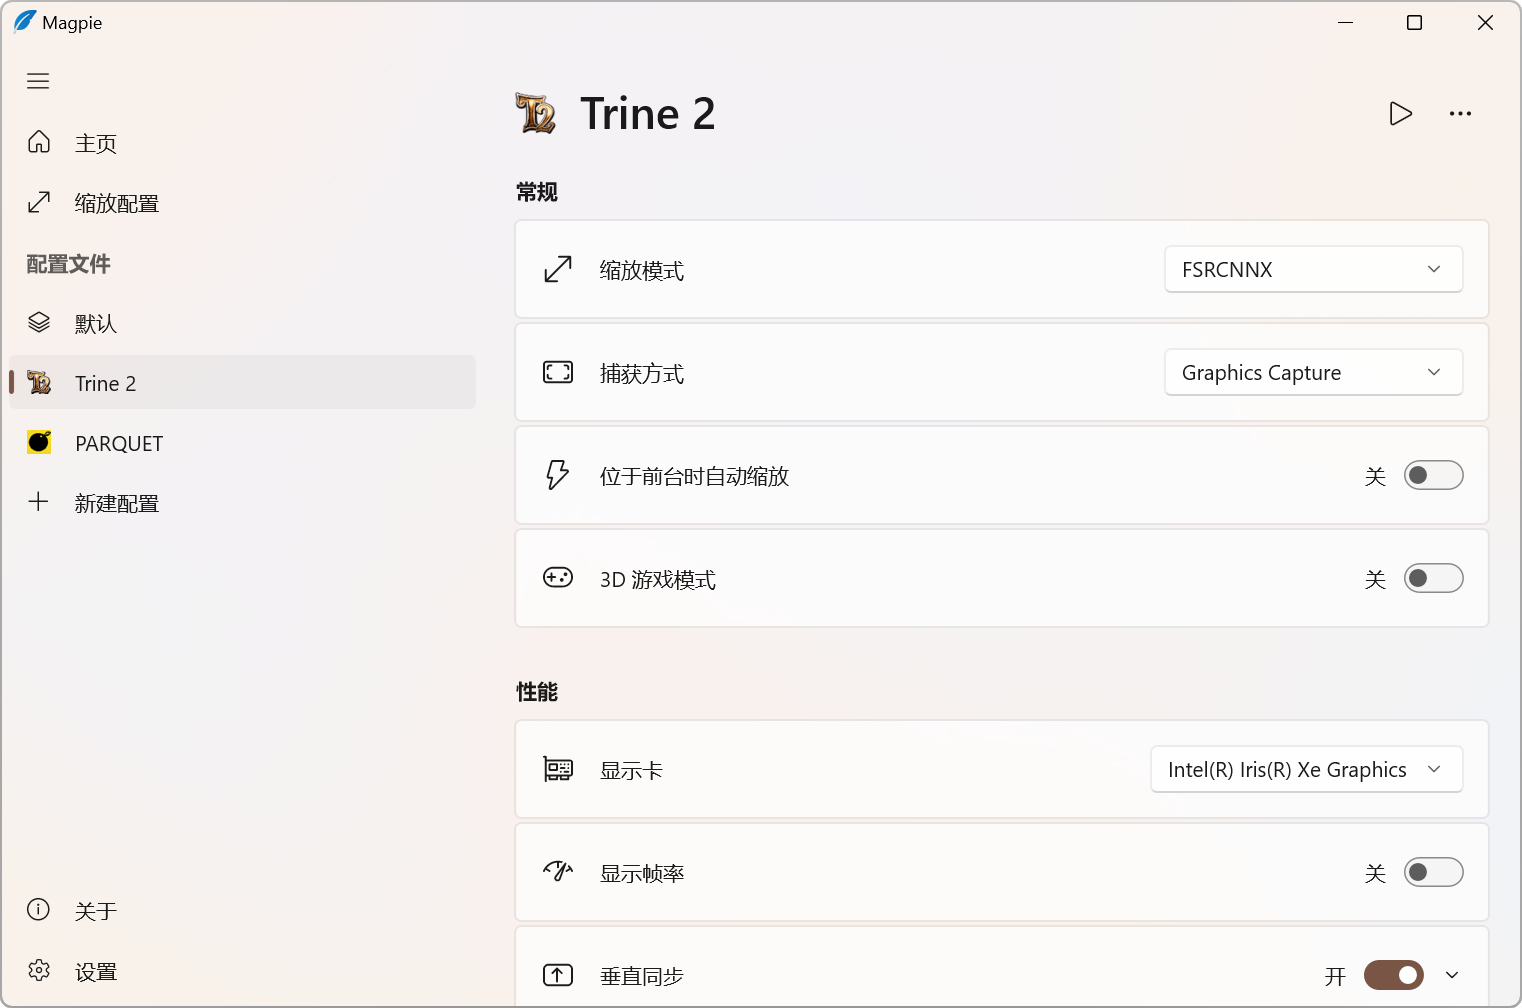 Magpie
主页
缩放配置
配置文件
默认
Trine 2
PARQUET
新建配置
关于
设置
Trine 2
常规
缩放模式
FSRCNNX
捕获方式
Graphics Capture
位于前台时自动缩放
关
3D 游戏模式
关
性能
显示卡
Intel(R) Iris(R) Xe Graphics
显示帧率
关
垂直同步
开